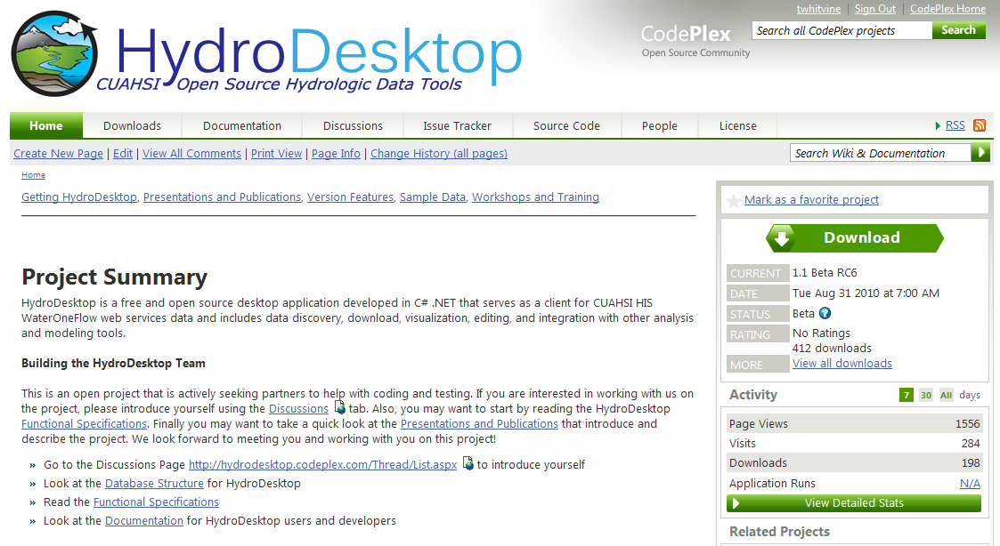 twhitvine | Sign Out | CodePlex Home
HydroDesktop
CUAHSI Open Source Hydrologic Data Tools
CodePlex
Open Source Community
Search all CodePlex projects
Search
Home Downloads Documentation Discussions Issue Tracker Source Code People License RSS
Create New Page | Edit | View All Comments | Print View | Page Info | Change History (all pages)
Search Wiki & Documentation
Home
Getting HydroDesktop, Presentations and Publications, Version Features, Sample Data, Workshops and Training
Project Summary
HydroDesktop is a free and open source desktop application developed in C# .NET that serves as a client for CUAHSI HIS
WaterOneFlow web services data and includes data discovery, download, visualization, editing, and integration with other analysis
and modeling tools.
Building the HydroDesktop Team
This is an open project that is actively seeking partners to help with coding and testing. If you are interested in working with us on
the project, please introduce yourself using the Discussions tab. Also, you may want to start by reading the HydroDesktop
Functional Specifications. Finally you may want to take a quick look at the Presentations and Publications that introduce and
describe the project. We look forward to meeting you and working with you on this project!
» Go to the Discussions Page http://hydrodesktop.codeplex.com/Thread/List.aspx to introduce yourself
» Look at the Database Structure for HydroDesktop
» Read the Functional Specifications
» Look at the Documentation for HydroDesktop users and developers
Mark as a favorite project
Download
CURRENT 1.1 Beta RC6
DATE Tue Aug 31 2010 at 7:00 AM
STATUS Beta ?
RATING No Ratings
412 downloads
MORE View all downloads
Activity 7 30 All days
Page Views 1556
Visits 284
Downloads 198
Application Runs N/A
View Detailed Stats
Related Projects